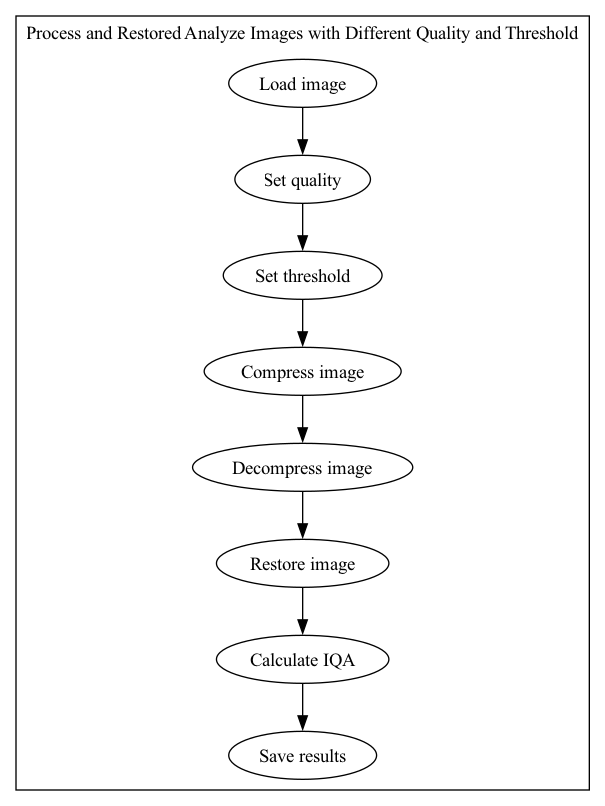 Process and Restored Analyze Images with Different Quality and Threshold
Load image
Set quality
Set threshold
Compress image
Decompress image
Restore image
Calculate IQA
Save results